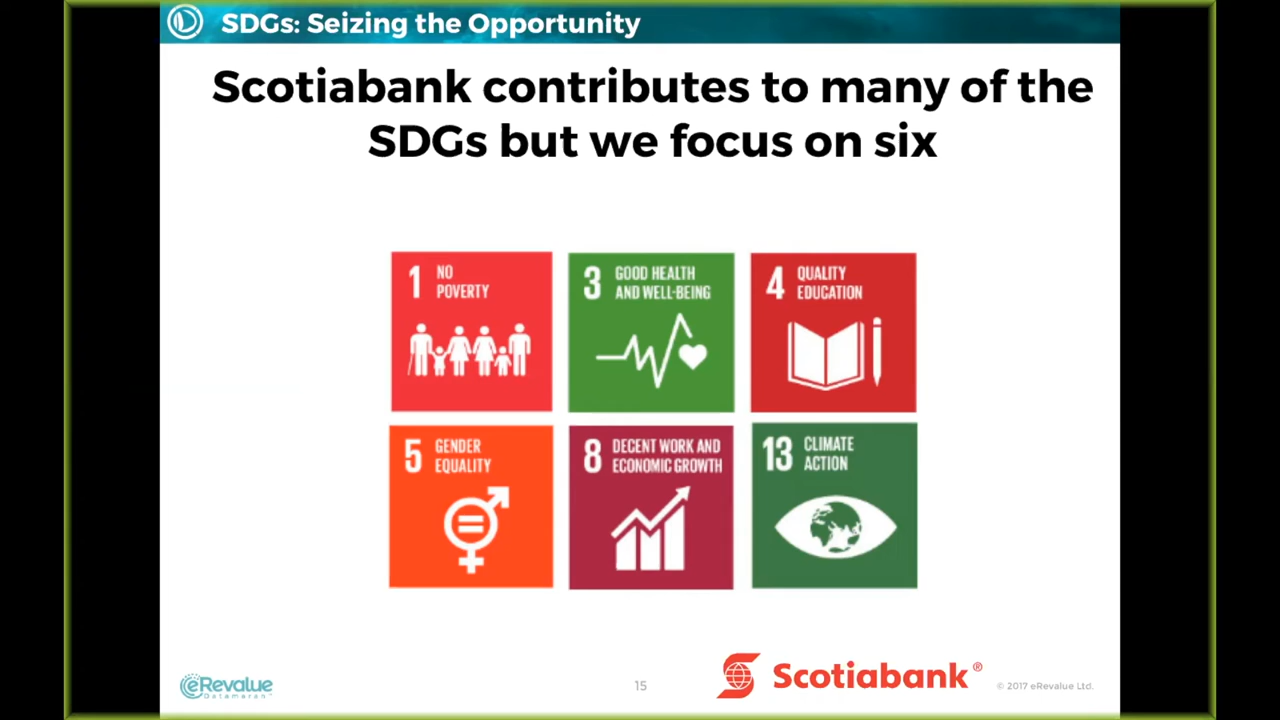 SDGs: Seizing the Opportunity
Scotiabank contributes to many of the
SDGs but we focus on six
1 NO
POVERTY
3 GOOD HEALTH
AND WELL-BEING
4 QUALITY
EDUCATION
5 GENDER
EQUALITY
8 DECENT WORK AND
ECONOMIC GROWTH
13 CLIMATE
ACTION
eRevalue
Datamaran™
15
Scotiabank®
© 2017 eRevalue Ltd.